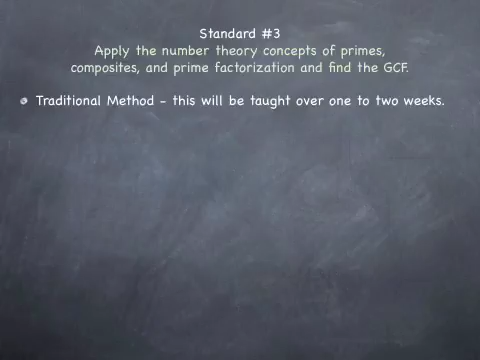 Standard #3
Apply the number theory concepts of primes,
composites, and prime factorization and find the GCF.
Traditional Method - this will be taught over one to two weeks.